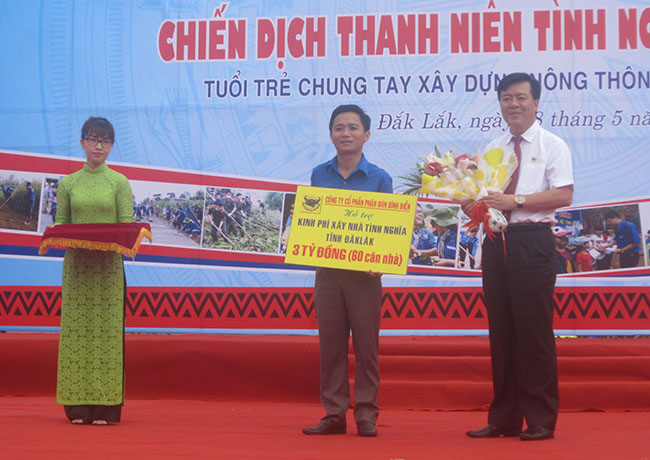 CHIẾN DỊCH THANH NIÊN TÌNH NG
TUỔI TRẺ CHUNG TAY XÂY DỰN NÔNG THÔN
Đắk Lắk, ngày 8 tháng 5 nă
CÔNG TY CỔ PHẦN PHÂN BÓN BÌNH ĐIỀN
Hỗ trợ
KINH PHÍ XÂY NHÀ TÌNH NGHĨA
TỈNH ĐĂKLĂK
3 TỶ ĐỒNG (60 căn nhà)